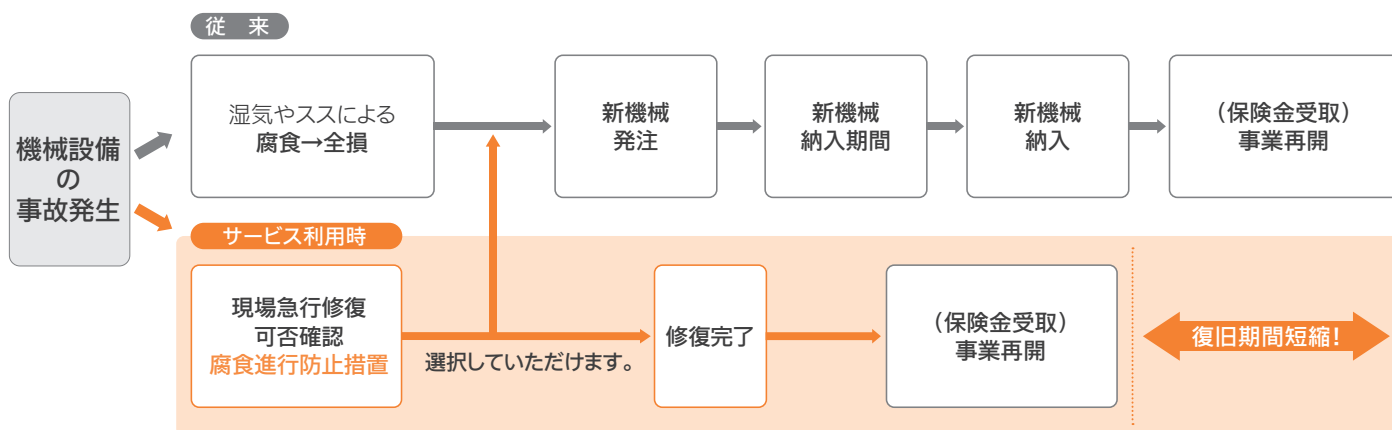 従 来
機械設備
の
事故発生
湿気やススによる
腐食→全損
新機械
発注
新機械
納入期間
新機械
納入
（保険金受取）
事業再開
サービス利用時
現場急行修復
可否確認
腐食進行防止措置
選択していただけます。
修復完了
（保険金受取）
事業再開
復旧期間短縮！